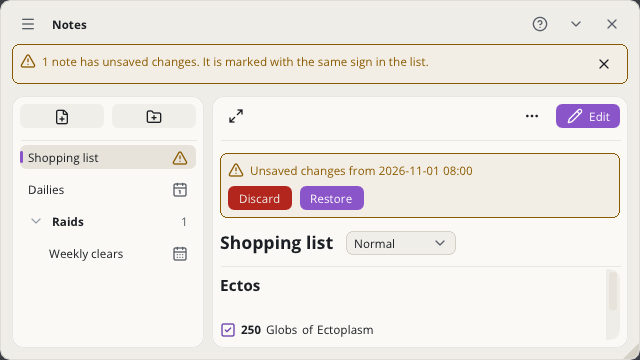 Notes
1 note has unsaved changes. It is marked with the same sign in the list.
Edit
Shopping list
Dailies
1
Raids 1
Weekly clears
Unsaved changes from 2026-11-01 08:00
Discard Restore
Shopping list Normal
Ectos
250 Globs of Ectoplasm